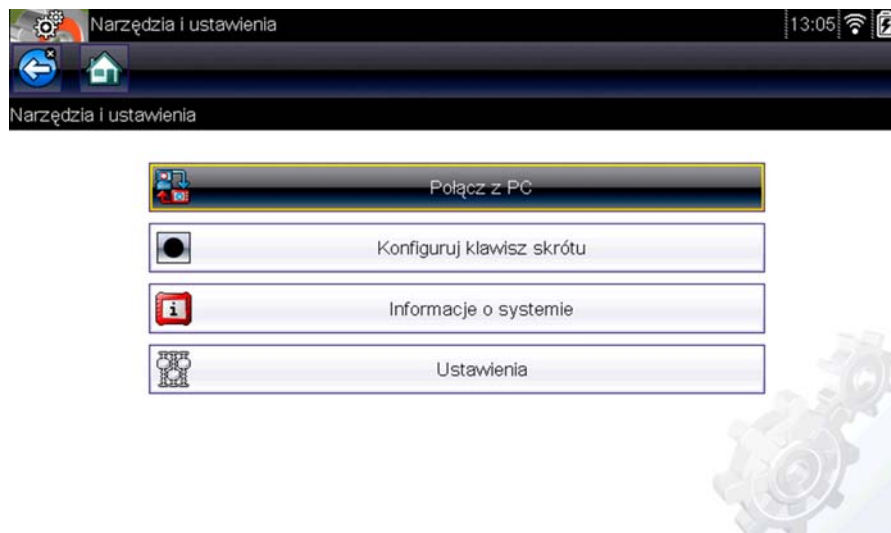 Narzędzia i ustawienia
13:05
Narzędzia i ustawienia
Połącz z PC
Konfiguruj klawisz skrótu
Informacje o systemie
Ustawienia